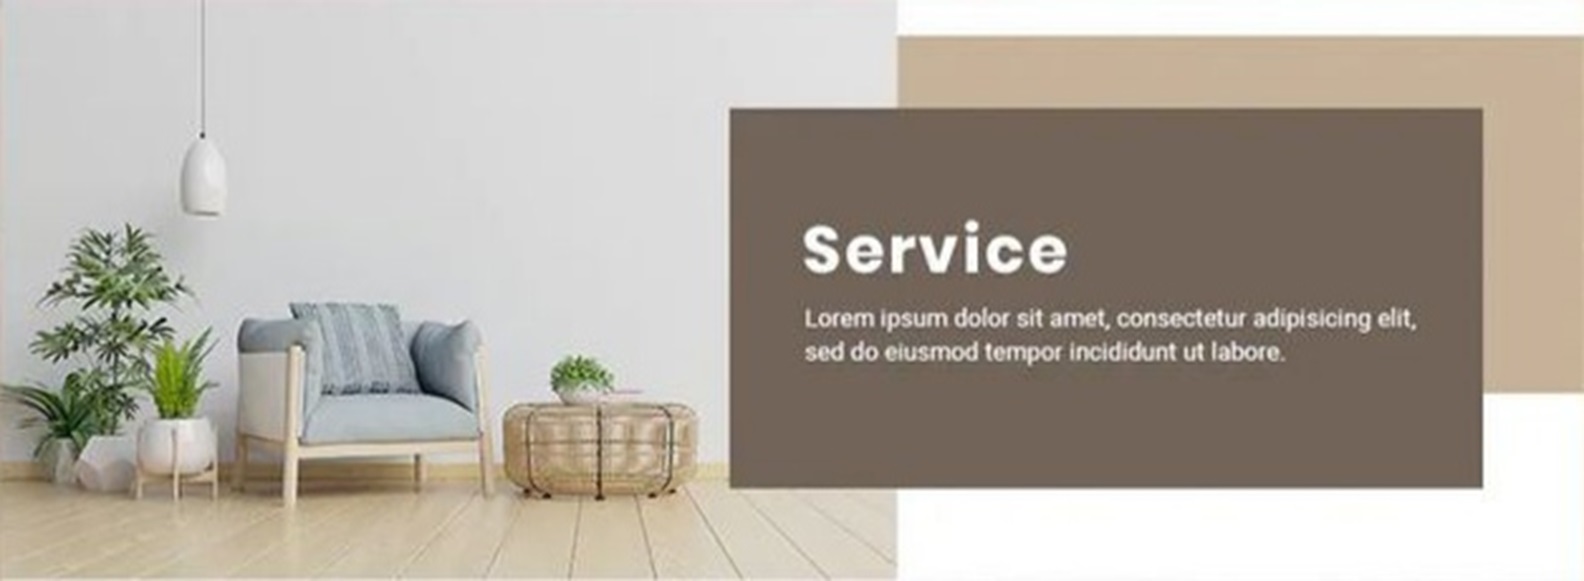 Service
Lorem ipsum dolor sit amet, consectetur adipisicing elit,
sed do eiusmod tempor incididunt ut labore.